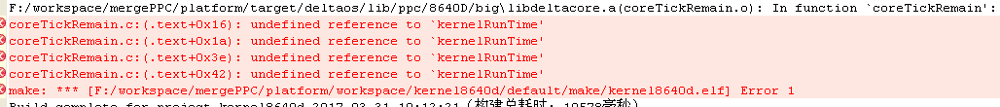 F:/workspace/mergePPC/platform/target/deltaos/lib/ppc/8640D/big\libdeltacore.a(coreTickRemain.o): In function `coreTickRemain':
coreTickRemain.c:(.text+0x16): undefined reference to `kernelRunTime'
coreTickRemain.c:(.text+0x1a): undefined reference to `kernelRunTime'
coreTickRemain.c:(.text+0x3e): undefined reference to `kernelRunTime'
coreTickRemain.c:(.text+0x42): undefined reference to `kernelRunTime'
make: *** [F:/workspace/mergePPC/platform/workspace/kernel8640d/default/make/kernel8640d.elf] Error 1
Build complete for project kernel8640d 2017-03-31 10:12:21 (构建总耗时: 10578毫秒)